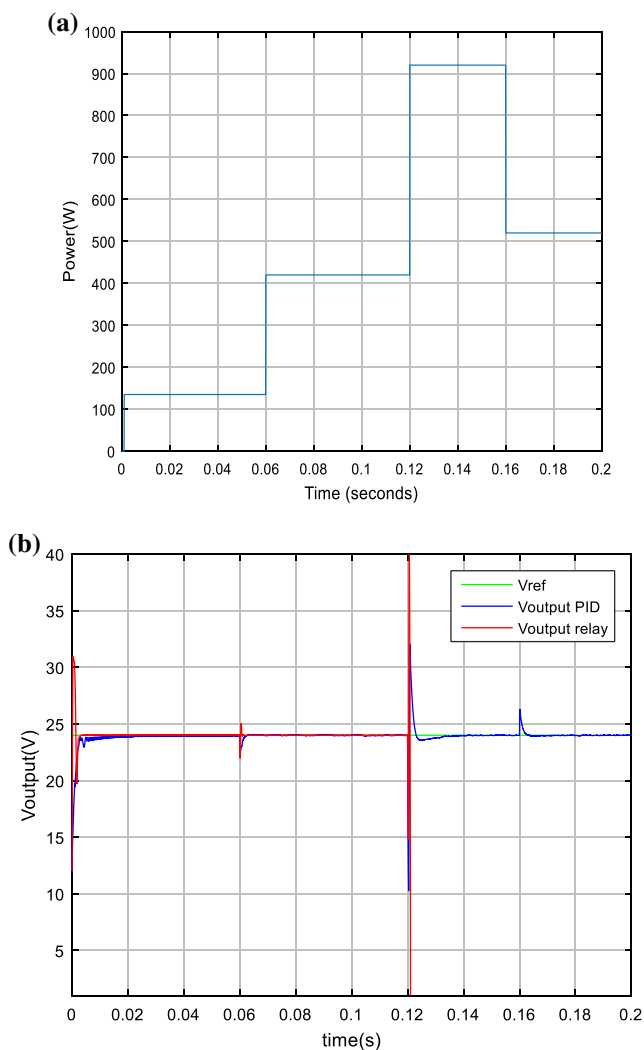 (a)
1000
900
800
700
600
500
400
300
200
100
0
Power(W)
0 0.02 0.04 0.06 0.08 0.1 0.12 0.14 0.16 0.18 0.2
Time (seconds)
(b)
40
35
30
25
20
15
10
5
Voutput(V)
Vref
Voutput PID
Voutput relay
0 0.02 0.04 0.06 0.08 0.10 0.12 0.14 0.16 0.18 0.2
time(s)